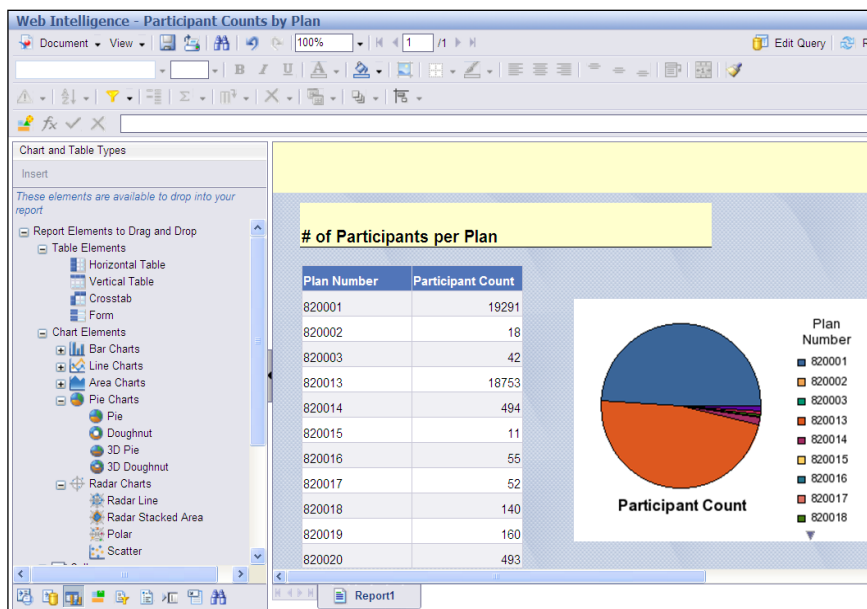 Web Intelligence - Participant Counts by Plan
Document View 100% 1 /1 Edit Query
B I U A
fx
Chart and Table Types
Insert
These elements are available to drop into your
report
Report Elements to Drag and Drop
Table Elements
Horizontal Table
Vertical Table
Crosstab
Form
Chart Elements
Bar Charts
Line Charts
Area Charts
Pie Charts
Pie
Doughnut
3D Pie
3D Doughnut
Radar Charts
Radar Line
Radar Stacked Area
Polar
Scatter
# of Participants per Plan
Plan Number Participant Count
820001 19291
820002 18
820003 42
820013 18753
820014 494
820015 11
820016 55
820017 52
820018 140
820019 160
820020 493
Participant Count
Plan
Number
820001
820002
820003
820013
820014
820015
820016
820017
820018
Report1